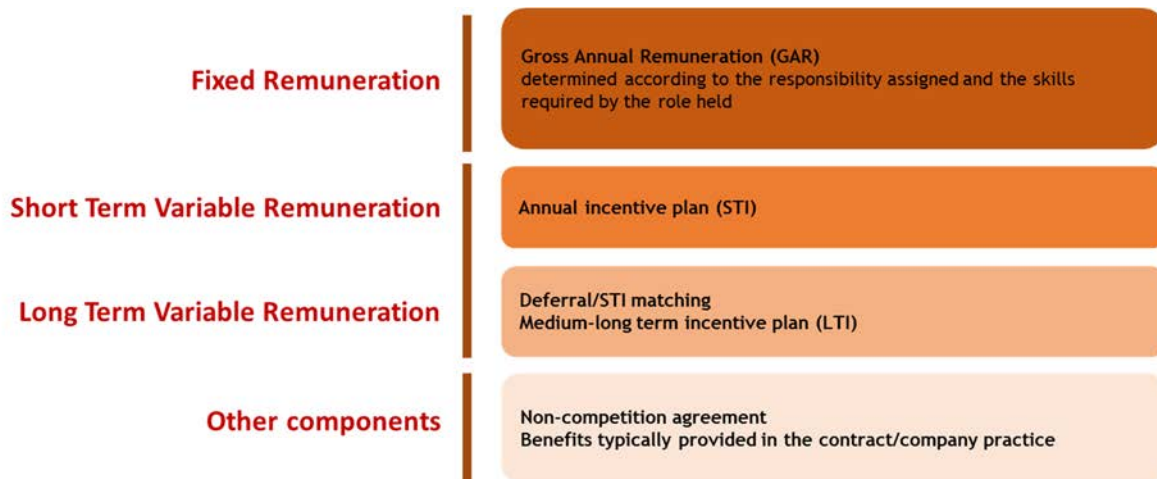 Fixed Remuneration
Gross Annual Remuneration (GAR)
determined according to the responsibility assigned and the skills
required by the role held
Short Term Variable Remuneration
Annual incentive plan (STI)
Long Term Variable Remuneration
Deferral/STI matching
Medium-long term incentive plan (LTI)
Other components
Non-competition agreement
Benefits typically provided in the contract/company practice